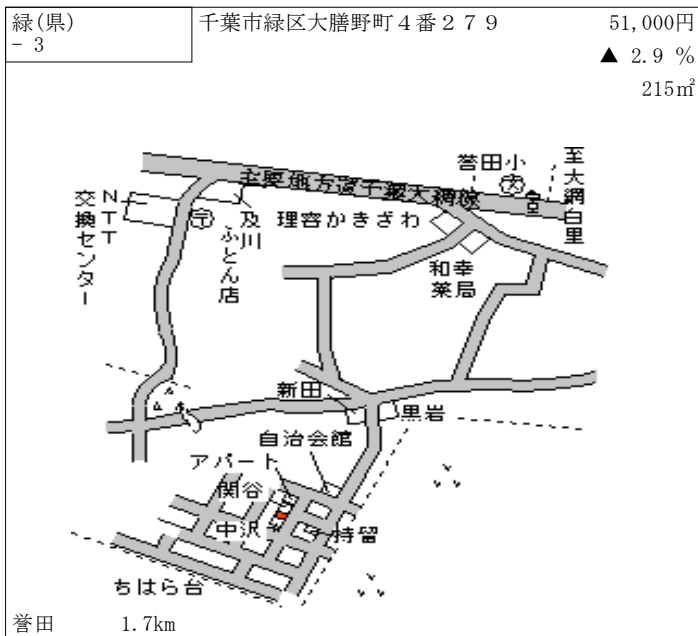 緑(県)
- 3
千葉市緑区大膳野町４番２７９
51,000円
▲ 2.9 %
215㎡
主要地方道千葉大網線
誉田小
文
至大網白里
NTT
交換センター
〒
及川
ふとん店
理容かきざわ
和幸
薬局
新田
黒岩
自治会館
アパート
関谷
中沢
持留
ちはら台
誉田 1.7km